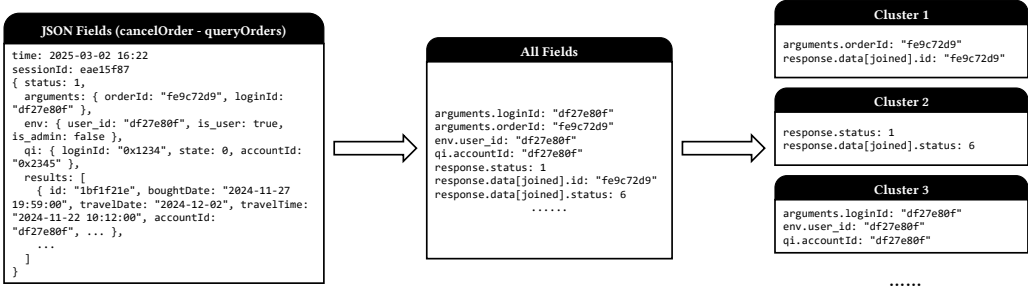 JSON Fields (cancelOrder - queryOrders)
time: 2025-03-02 16:22
sessionId: eae15f87
{ status: 1,
arguments: { orderId: "fe9c72d9", loginId:
"df27e80f" },
env: { user_id: "df27e80f", is_user: true,
is_admin: false },
qi: { loginId: "0x1234", state: 0, accountId:
"0x2345" },
results: [
{ id: "1bf1f21e", boughtDate: "2024-11-27
19:59:00", travelDate: "2024-12-02", travelTime:
"2024-11-22 10:12:00", accountId:
"df27e80f", ... },
...
]
}
All Fields
arguments.loginId: "df27e80f"
arguments.orderId: "fe9c72d9"
env.user_id: "df27e80f"
qi.accountId: "df27e80f"
response.status: 1
response.data[joined].id: "fe9c72d9"
response.data[joined].status: 6
......
Cluster 1
arguments.orderId: "fe9c72d9"
response.data[joined].id: "fe9c72d9"
Cluster 2
response.status: 1
response.data[joined].status: 6
Cluster 3
arguments.loginId: "df27e80f"
env.user_id: "df27e80f"
qi.accountId: "df27e80f"
......